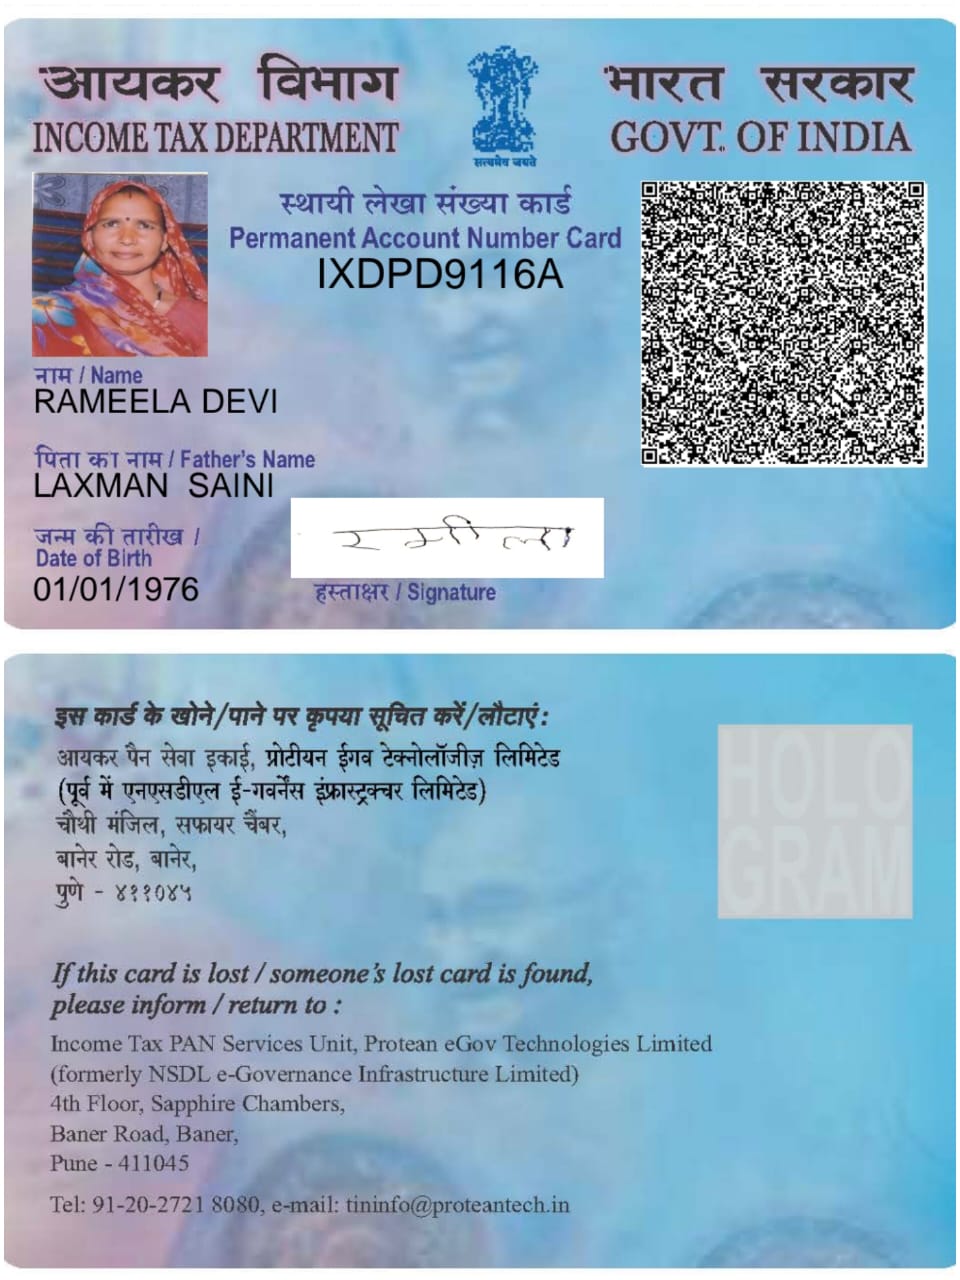 आयकर विभाग
INCOME TAX DEPARTMENT
सत्यमेव जयते
भारत सरकार
GOVT. OF INDIA
स्थायी लेखा संख्या कार्ड
Permanent Account Number Card
IXDPD9116A
नाम / Name
RAMEELA DEVI
पिता का नाम / Father's Name
LAXMAN SAINI
जन्म की तारीख /
Date of Birth
01/01/1976
रमीला
हस्ताक्षर / Signature
इस कार्ड के खोने/पाने पर कृपया सूचित करें/लौटाएं :
आयकर पैन सेवा इकाई, प्रोटीयन ईगव टेक्नोलॉजीज़ लिमिटेड
(पूर्व में एनएसडीएल ई-गवर्नेंस इंफ्रास्ट्रक्चर लिमिटेड)
चौथी मंजिल, सफायर चैंबर,
बानेर रोड, बानेर,
पुणे - ४११०४५
HOLO
GRAM
If this card is lost / someone's lost card is found,
please inform / return to :
Income Tax PAN Services Unit, Protean eGov Technologies Limited
(formerly NSDL e-Governance Infrastructure Limited)
4th Floor, Sapphire Chambers,
Baner Road, Baner,
Pune - 411045
Tel: 91-20-2721 8080, e-mail: tininfo@proteantech.in